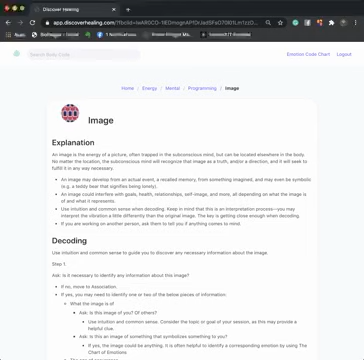 Discover Healing
app.discoverhealing.com/
Search Body Code
Emotion Code Chart Logout
Home / Energy / Mental / Programming / Image
Image
Explanation
An image is the energy of a picture, often trapped in the subconscious mind, but can be located elsewhere in the body.
No matter the location, the subconscious mind will recognize that image as a truth, and/or a direction, and it will seek to
fulfill it in any way necessary.
An image may develop from an actual event, a recalled memory, from something imagined, and may even be symbols
(e.g. a teddy bear that signifies being lonely).
An image could interfere with goals, health, relationships, self-image, and more, all depending on what the image is
of and what it represents
Use intuition and common sense when decoding. Keep in mind that this is an interpretation process—you may
interpret the vibration a little differently than the original image. The key is getting close enough when decoding.
If you are working on another person, ask them to tell you if anything comes to mind.
Decoding
Use intuition and common sense to guide you to discover any necessary information about the image.
Step 1
Ask: Is it necessary to identify any information about this image?
If no, move to Association.
If yes, you may need to identify one or two of the below pieces of information:
What the image is of
Ask: Is this image of you? Of others?
Use intuition and common sense. Consider the topic or goal of your session, as this may provide a
helpful clue.
Ask: Is this an image of something that symbolizes something to you?
If yes, the image could be anything. It is often helpful to identify a corresponding emotion by using The
Chart of Emotions